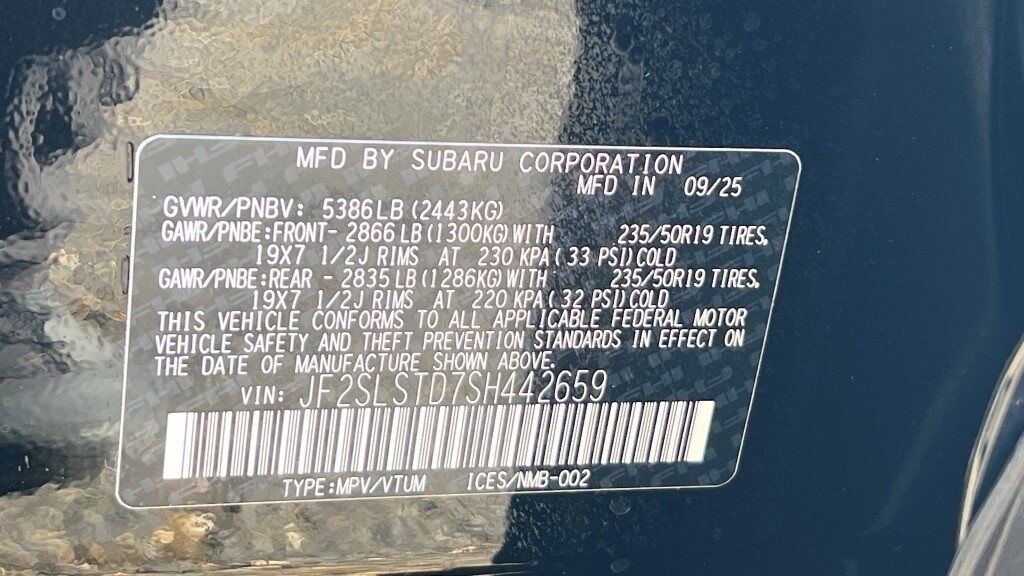 MFD BY SUBARU CORPORATION
MFD IN 09/25
GVWR/PNBV: 5386LB (2443KG)
GAWR/PNBE:FRONT- 2866 LB (1300KG) WITH 235/50R19 TIRES,
19X7 1/2J RIMS AT 230 KPA (33 PSI) COLD
GAWR/PNBE:REAR - 2835 LB (1286KG) WITH 235/50R19 TIRES,
19X7 1/2J RIMS AT 220 KPA (32 PSI) COLD
THIS VEHICLE CONFORMS TO ALL APPLICABLE FEDERAL MOTOR
VEHICLE SAFETY AND THEFT PREVENTION STANDARDS IN EFFECT ON
THE DATE OF MANUFACTURE SHOWN ABOVE.
VIN: JF2SLSTD7SH442659
TYPE:MPV/VTUM ICES/NMB-002